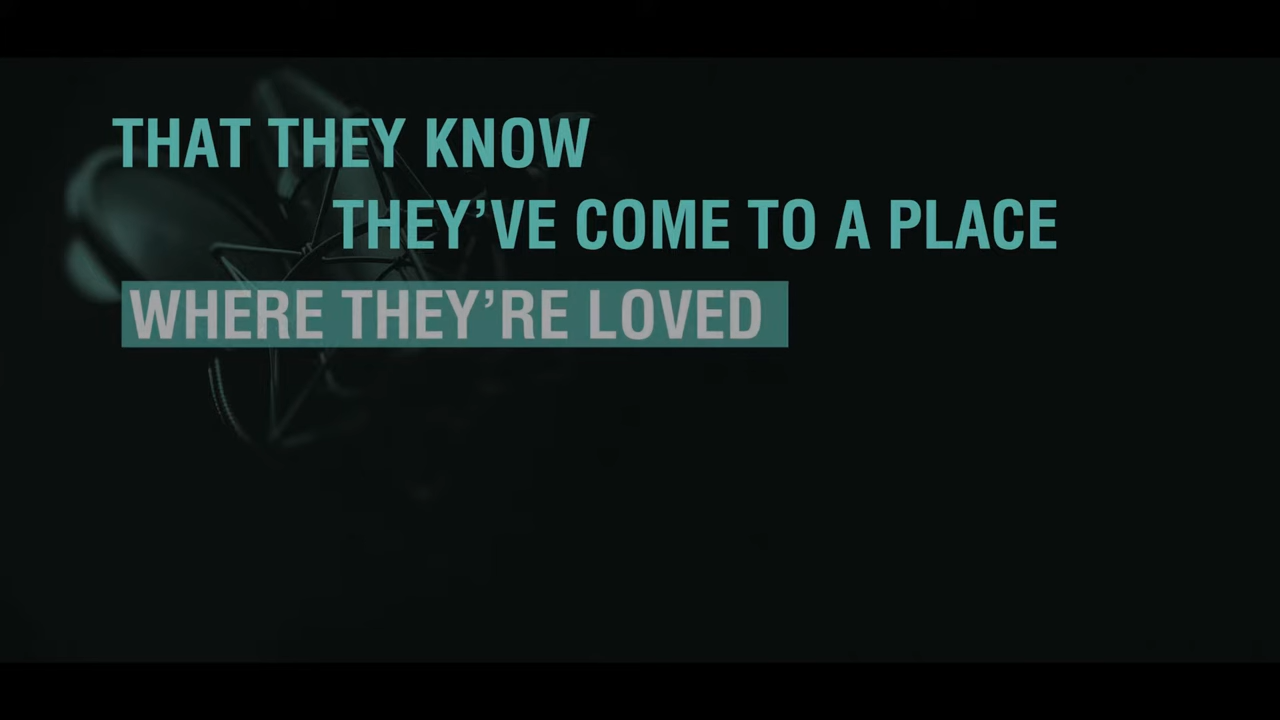 THAT THEY KNOW
THEY’VE COME TO A PLACE
WHERE THEY’RE LOVED